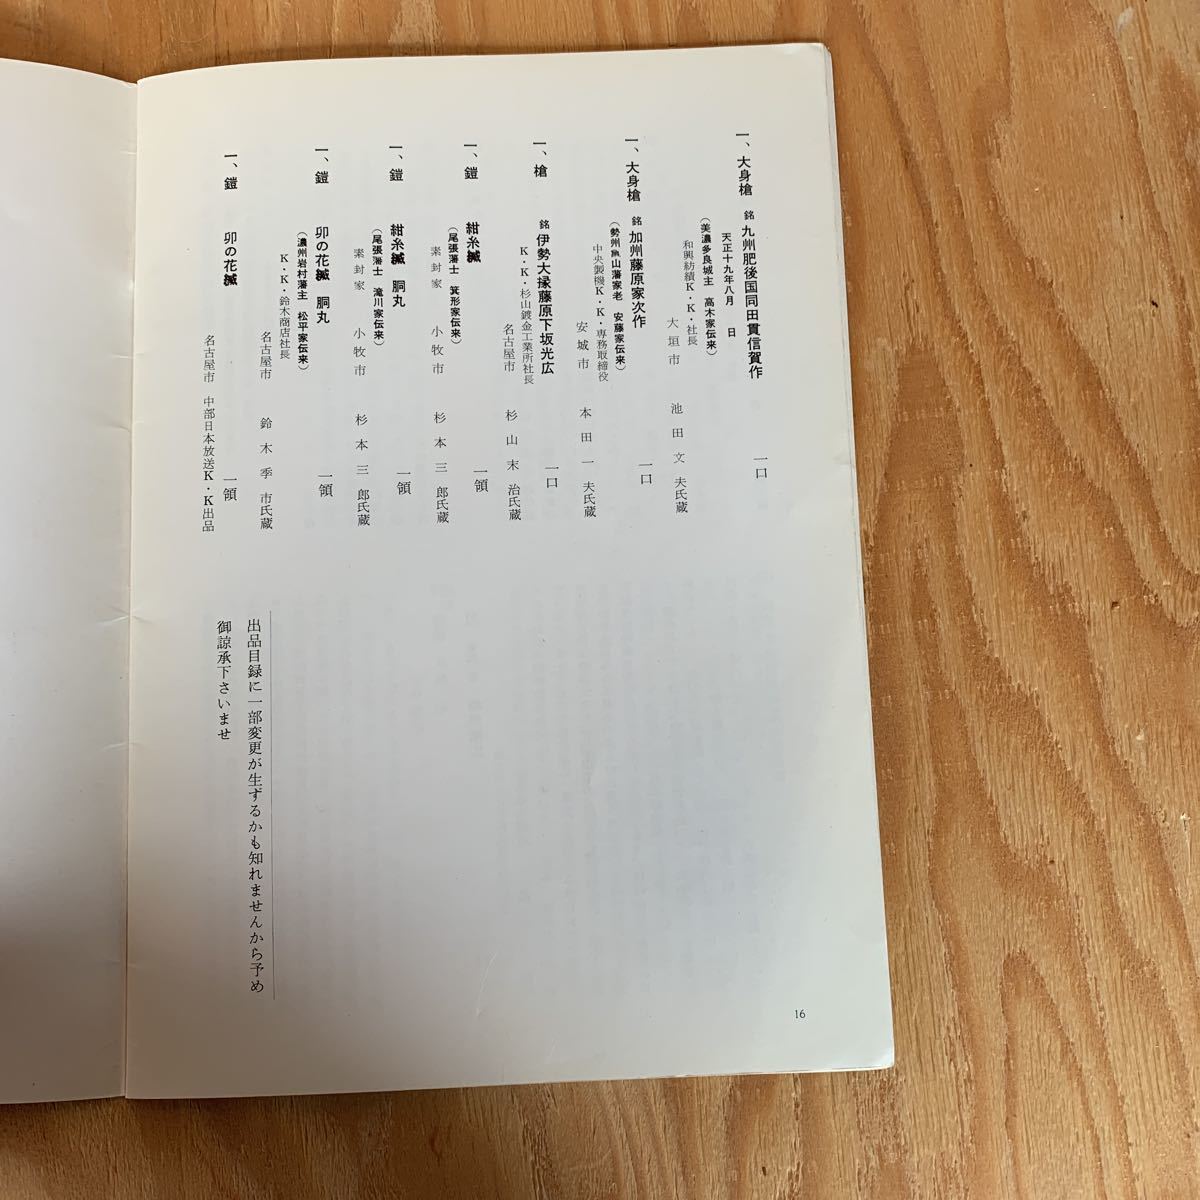 一、大身槍 銘 九州肥後国同田貫信賀作 一口
天正十九年八月 日
(美濃多良城主 高木家伝来)
和興紡績K・K・社長
大垣市 池田文夫氏蔵
一、大身槍 銘 加州藤原家次作 一口
(勢州亀山藩家老 安藤家伝来)
中央製機K・K・専務取締役
安城市 本田一夫氏蔵
一、槍 銘 伊勢大掾藤原下坂光広 一口
K・K・杉山鍍金工業所社長
名古屋市 杉山末治氏蔵
一、鎧 紺糸縅 一領
(尾張藩士 箕形家伝来)
素封家 小牧市 杉本三郎氏蔵
一、鎧 紺糸縅 胴丸 一領
(尾張藩士 滝川家伝来)
素封家 小牧市 杉本三郎氏蔵
一、鎧 卯の花縅 胴丸 一領
(濃州岩村藩主 松平家伝来)
K・K・鈴木商店社長
名古屋市 鈴木季市氏蔵
一、鎧 卯の花縅 一領
名古屋市 中部日本放送K・K出品
出品目録に一部変更が生ずるかも知れませんから予め
御諒承下さいませ
16